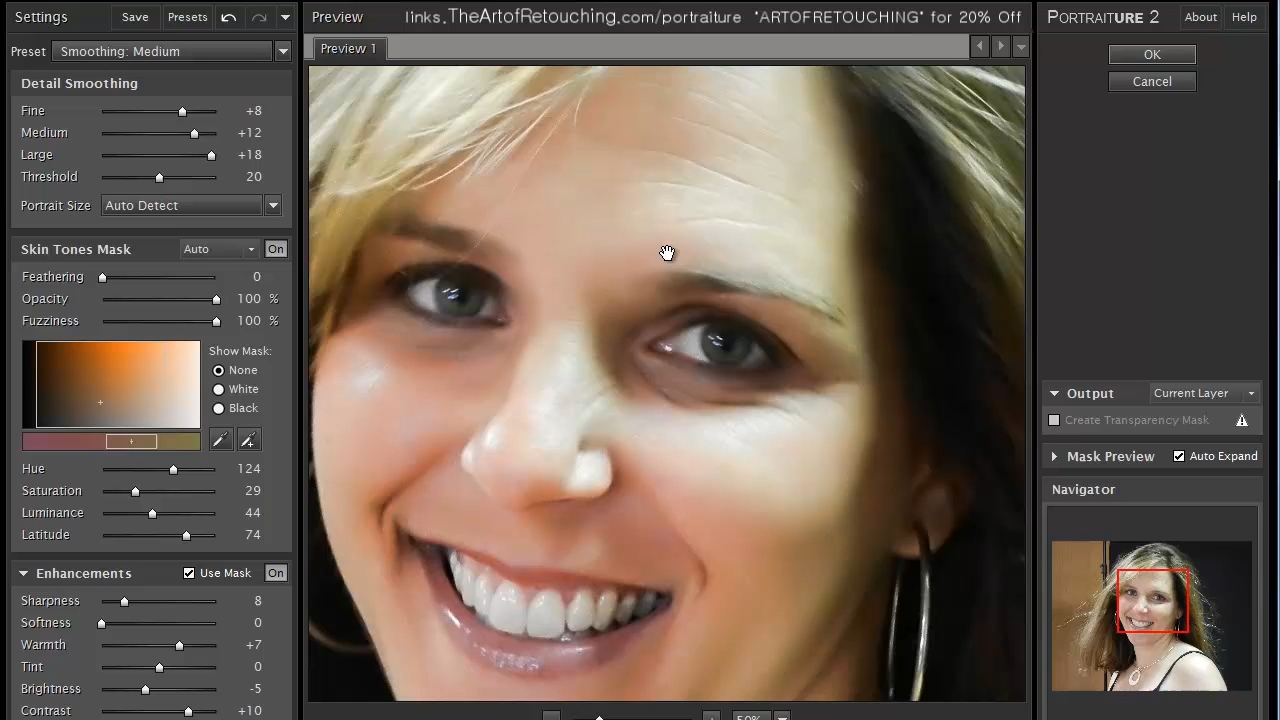 Settings Save Presets
Preset Smoothing: Medium
Detail Smoothing
Fine +8
Medium +12
Large +18
Threshold 20
Portrait Size Auto Detect
Skin Tones Mask Auto On
Feathering 0
Opacity 100 %
Fuzziness 100 %
Show Mask:
None
White
Black
Hue 124
Saturation 29
Luminance 44
Latitude 74
Enhancements Use Mask On
Sharpness 8
Softness 0
Warmth +7
Tint 0
Brightness -5
Contrast +10
Preview links.TheArtofRetouching.com/portraiture "ARTOFRETOUCHING" for 20% Off
Preview 1
50%
PORTRAITURE 2 About Help
OK
Cancel
Output Current Layer
Create Transparency Mask
Mask Preview Auto Expand
Navigator